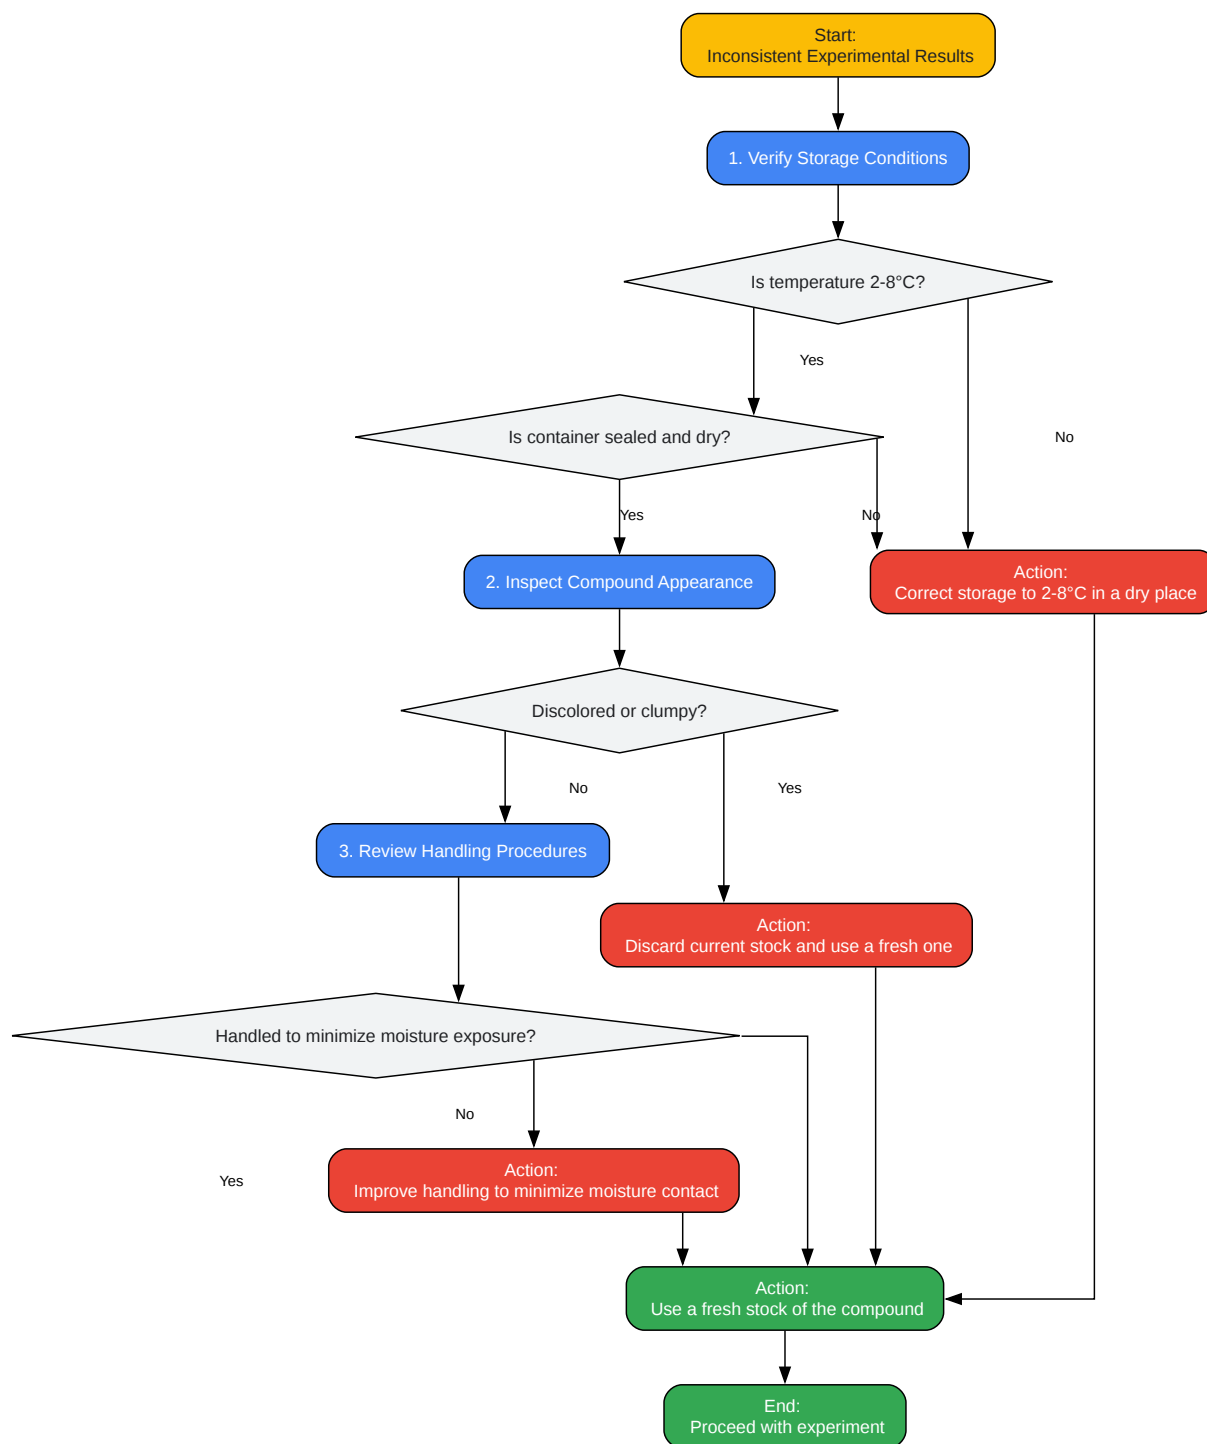 Start:
Inconsistent Experimental Results
1. Verify Storage Conditions
Is temperature 2-8°C?
Yes
Is container sealed and dry?
No
Yes
No
Action:
Correct storage to 2-8°C in a dry place
2. Inspect Compound Appearance
Discolored or clumpy?
No
Yes
3. Review Handling Procedures
Action:
Discard current stock and use a fresh one
Handled to minimize moisture exposure?
No
Yes
Action:
Improve handling to minimize moisture contact
Action:
Use a fresh stock of the compound
End:
Proceed with experiment